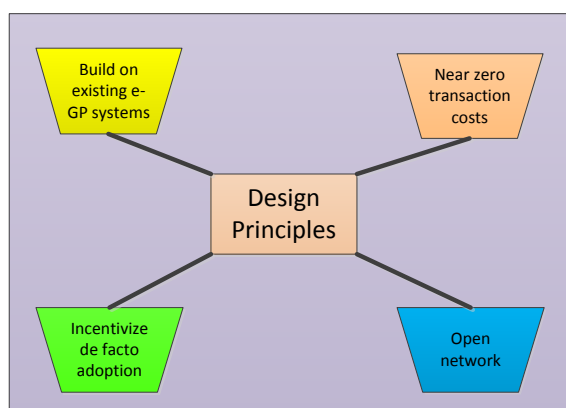 Build on
existing e-
GP systems
Near zero
transaction
costs
Design
Principles
Incentivize
de facto
adoption
Open
network